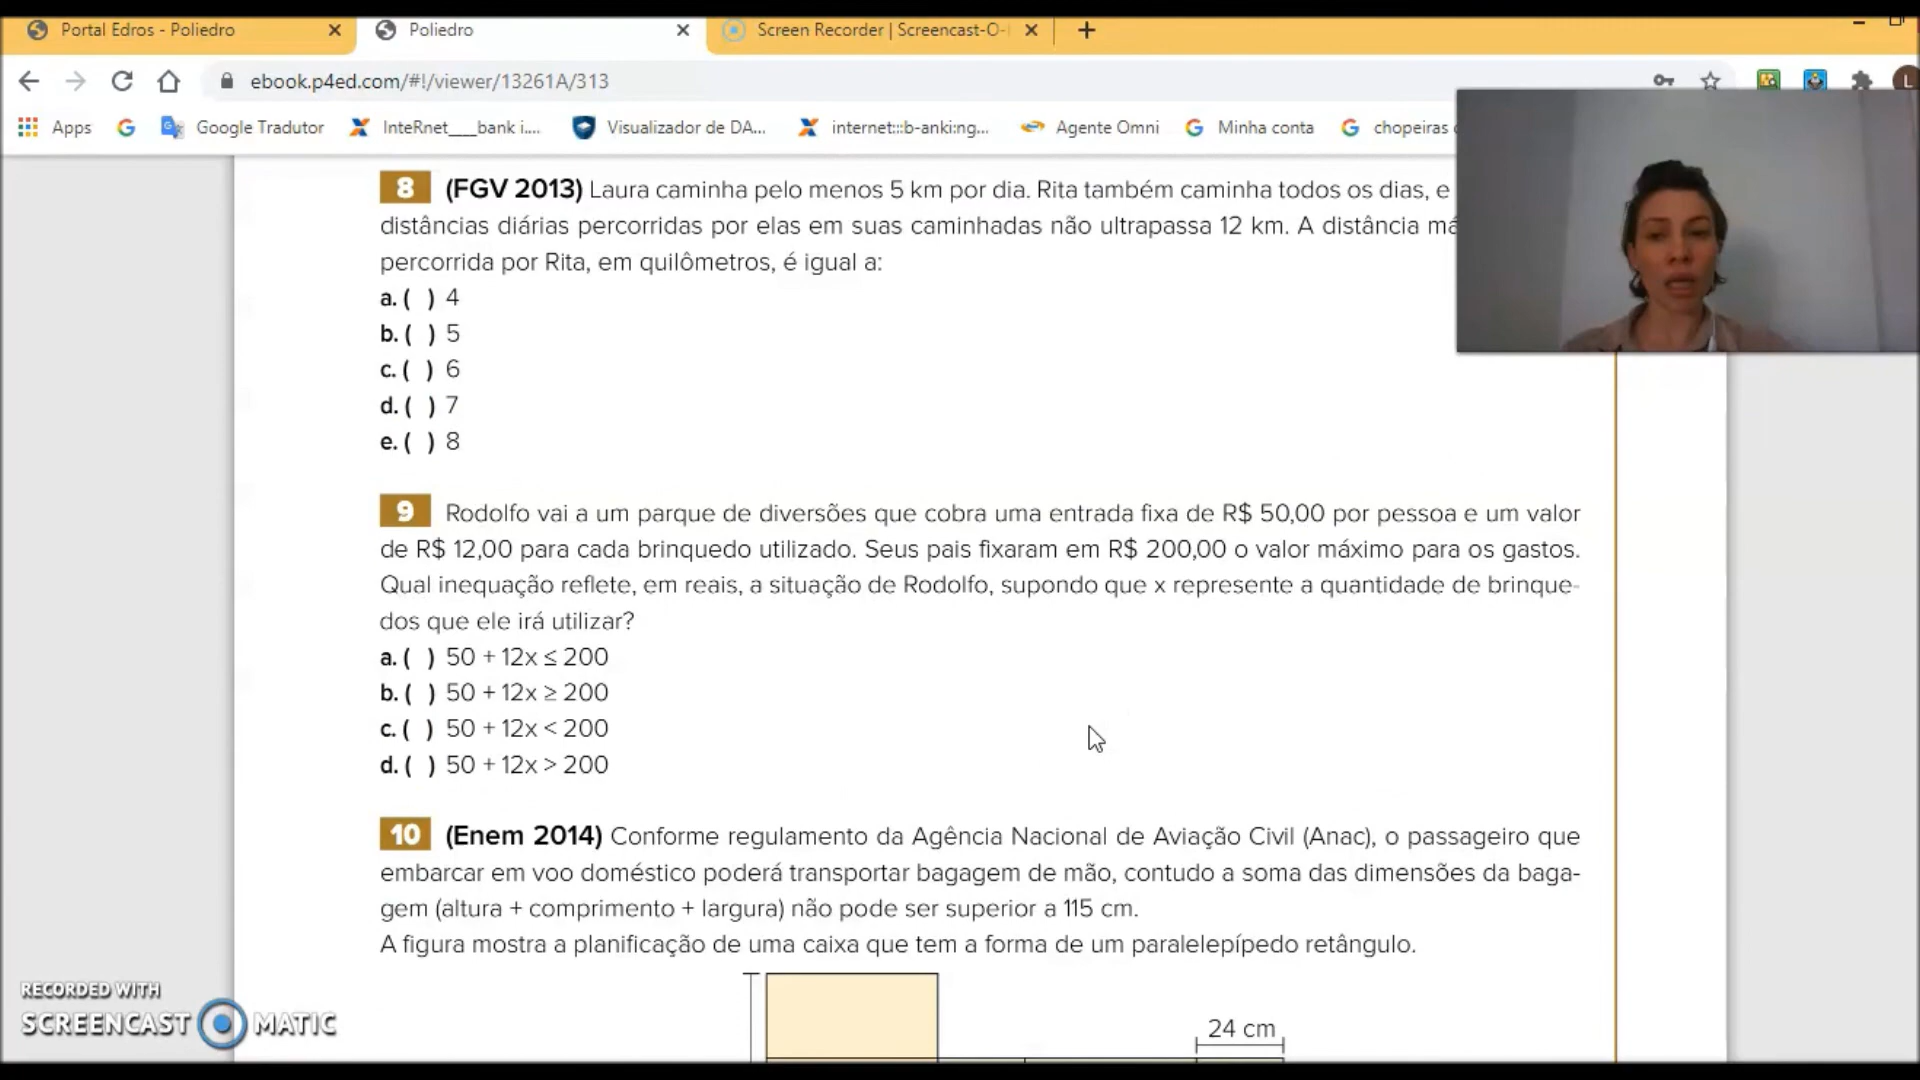 Portal Edros - Poliedro
Poliedro
Screen Recorder | Screencast-O-
ebook.p4ed.com/#!/viewer/13261A/313
Apps
Google Tradutor
InteRnet___bank i....
Visualizador de DA...
internet:::b-anki:ng...
Agente Omni
Minha conta
chopeiras
L
8 (FGV 2013) Laura caminha pelo menos 5 km por dia. Rita também caminha todos os dias, e
distâncias diárias percorridas por elas em suas caminhadas não ultrapassa 12 km. A distância má
percorrida por Rita, em quilômetros, é igual a:
a. ( ) 4
b. ( ) 5
c. ( ) 6
d. ( ) 7
e. ( ) 8
9 Rodolfo vai a um parque de diversões que cobra uma entrada fixa de R$ 50,00 por pessoa e um valor
de R$ 12,00 para cada brinquedo utilizado. Seus pais fixaram em R$ 200,00 o valor máximo para os gastos.
Qual inequação reflete, em reais, a situação de Rodolfo, supondo que x represente a quantidade de brinque-
dos que ele irá utilizar?
a. ( ) 50 + 12x ≤ 200
b. ( ) 50 + 12x ≥ 200
c. ( ) 50 + 12x < 200
d. ( ) 50 + 12x > 200
10 (Enem 2014) Conforme regulamento da Agência Nacional de Aviação Civil (Anac), o passageiro que
embarcar em voo doméstico poderá transportar bagagem de mão, contudo a soma das dimensões da baga-
gem (altura + comprimento + largura) não pode ser superior a 115 cm.
A figura mostra a planificação de uma caixa que tem a forma de um paralelepípedo retângulo.
24 cm
RECORDED WITH
SCREENCAST MATIC